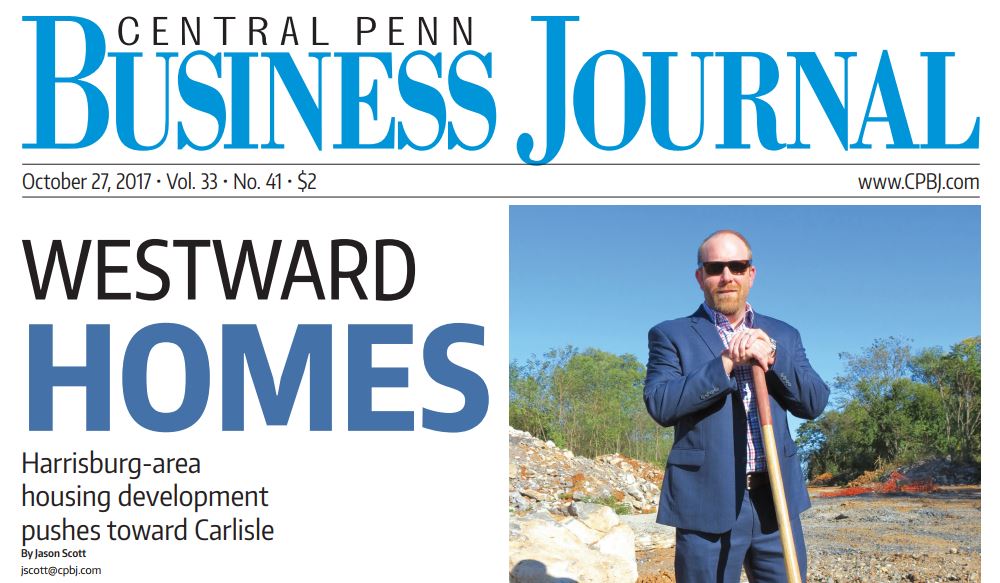 CENTRAL PENN
BUSINESS JOURNAL
October 27, 2017 • Vol. 33 • No. 41 • $2
www.CPBJ.com
WESTWARD
HOMES
Harrisburg-area
housing development
pushes toward Carlisle
By Jason Scott
jscott@cpbj.com